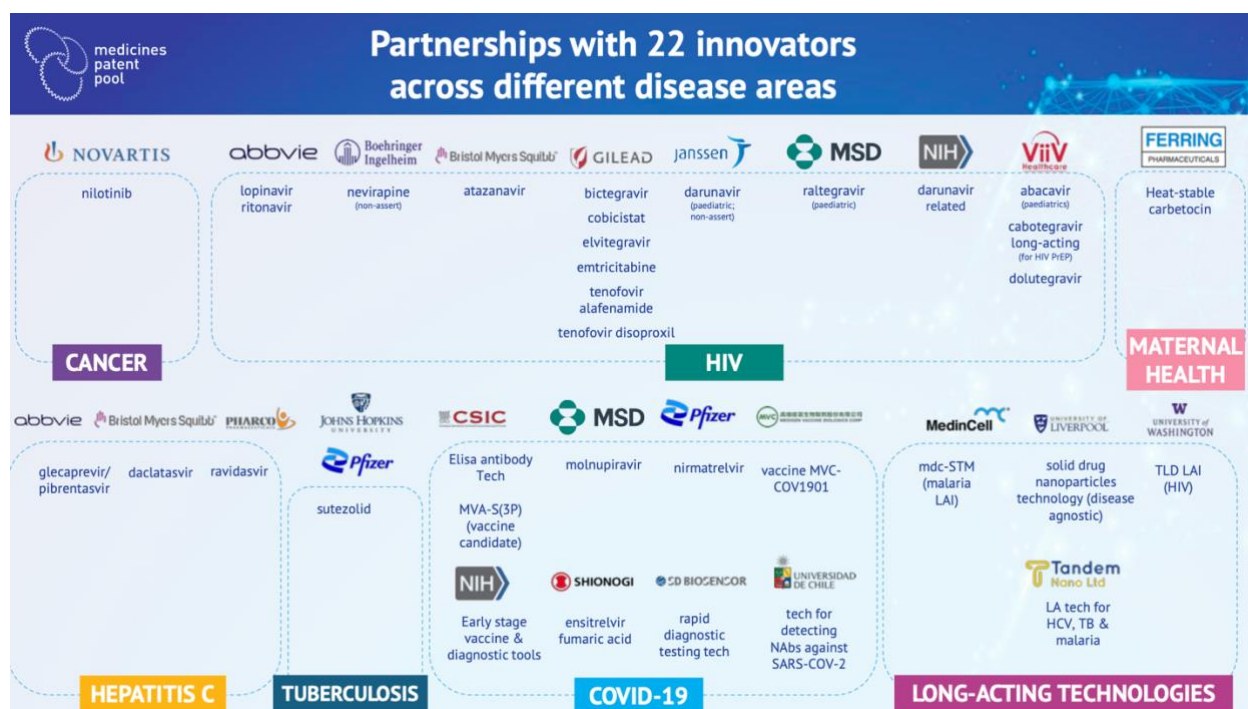 medicines
patent
pool
Partnerships with 22 innovators
across different disease areas
NOVARTIS
nilotinib
CANCER
abbvie
lopinavir
ritonavir
Boehringer
Ingelheim
nevirapine
(non-assert)
Bristol Myers Squibb
atazanavir
GILEAD
bictegravir
cobicistat
elvitegravir
emtricitabine
tenofovir
alafenamide
tenofovir disoproxil
janssen
darunavir
(paediatric;
non-assert)
MSD
raltegravir
(paediatric)
NIH
darunavir
related
ViiV
Healthcare
abacavir
(paediatrics)
cabotegravir
long-acting
(for HIV PrEP)
dolutegravir
HIV
FERRING
PHARMACEUTICALS
Heat-stable
carbetocin
MATERNAL
HEALTH
abbvie
glecaprevir/
pibrentasvir
Bristol Myers Squibb
daclatasvir
PHARCO
ravidasvir
HEPATITIS C
JOHNS HOPKINS
UNIVERSITY
Pfizer
sutezolid
TUBERCULOSIS
CSIC
Elisa antibody
Tech
MVA-S(3P)
(vaccine
candidate)
MSD
molnupiravir
Pfizer
nirmatrelvir
MVC
vaccine MVC-
COV1901
NIH
Early stage
vaccine &
diagnostic tools
SHIONOGI
ensitrelvir
fumaric acid
SD BIOSENSOR
rapid
diagnostic
testing tech
UNIVERSIDAD
DE CHILE
tech for
detecting
NAbs against
SARS-COV-2
COVID-19
MedinCell
mdc-STM
(malaria
LAI)
UNIVERSITY OF
LIVERPOOL
solid drug
nanoparticles
technology (disease
agnostic)
W
UNIVERSITY of
WASHINGTON
TLD LAI
(HIV)
Tandem
Nano Ltd
LA tech for
HCV, TB &
malaria
LONG-ACTING TECHNOLOGIES